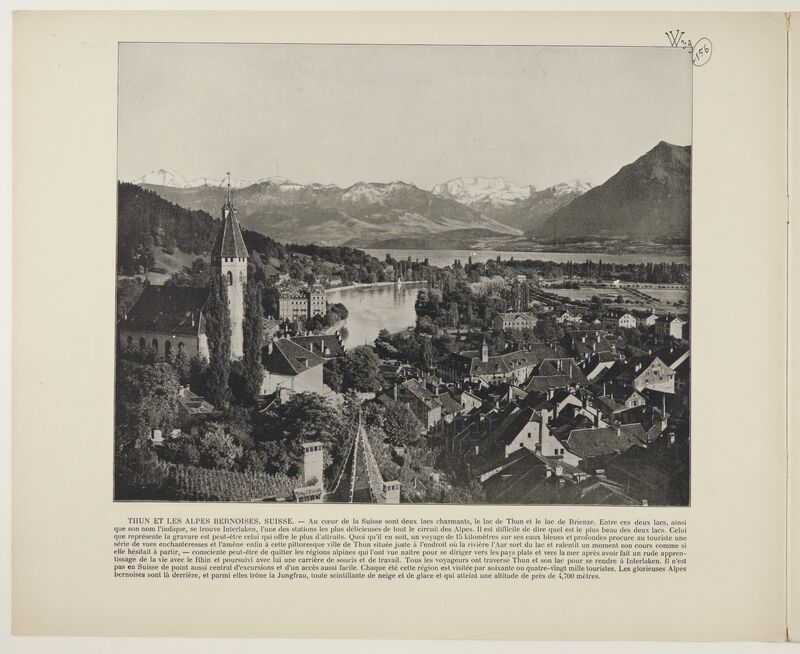 Wng
156
THUN ET LES ALPES BERNOISES, SUISSE. — Au cœur de la Suisse sont deux lacs charmants, le lac de Thun et le lac de Brienze. Entre ces deux lacs, ainsi
que son nom l'indique, se trouve Interlaken, l'une des stations les plus délicieuses de tout le circuit des Alpes. Il est difficile de dire quel est le plus beau des deux lacs. Celui
que représente la gravure est peut-être celui qui offre le plus d'attraits. Quoi qu'il en soit, un voyage de 15 kilomètres sur ses eaux bleues et profondes procure au touriste une
série de vues enchanteresses et l'amène enfin à cette pittoresque ville de Thun située juste à l'endroit où la rivière l'Aar sort du lac et ralentit un moment son cours comme si
elle hésitait à partir, — consciente peut-être de quitter les régions alpines qui l'ont vue naître pour se diriger vers les pays plats et vers la mer après avoir fait un rude appren-
tissage de la vie avec le Rhin et poursuivi avec lui une carrière de soucis et de travail. Tous les voyageurs ont traversé Thun et son lac pour se rendre à Interlaken. Il n'est
pas en Suisse de point aussi central d'excursions et d'un accès aussi facile. Chaque été cette région est visitée par soixante ou quatre-vingt mille touristes. Les glorieuses Alpes
bernoises sont là derrière, et parmi elles trône la Jungfrau, toute scintillante de neige et de glace et qui atteint une altitude de près de 4,700 mètres.